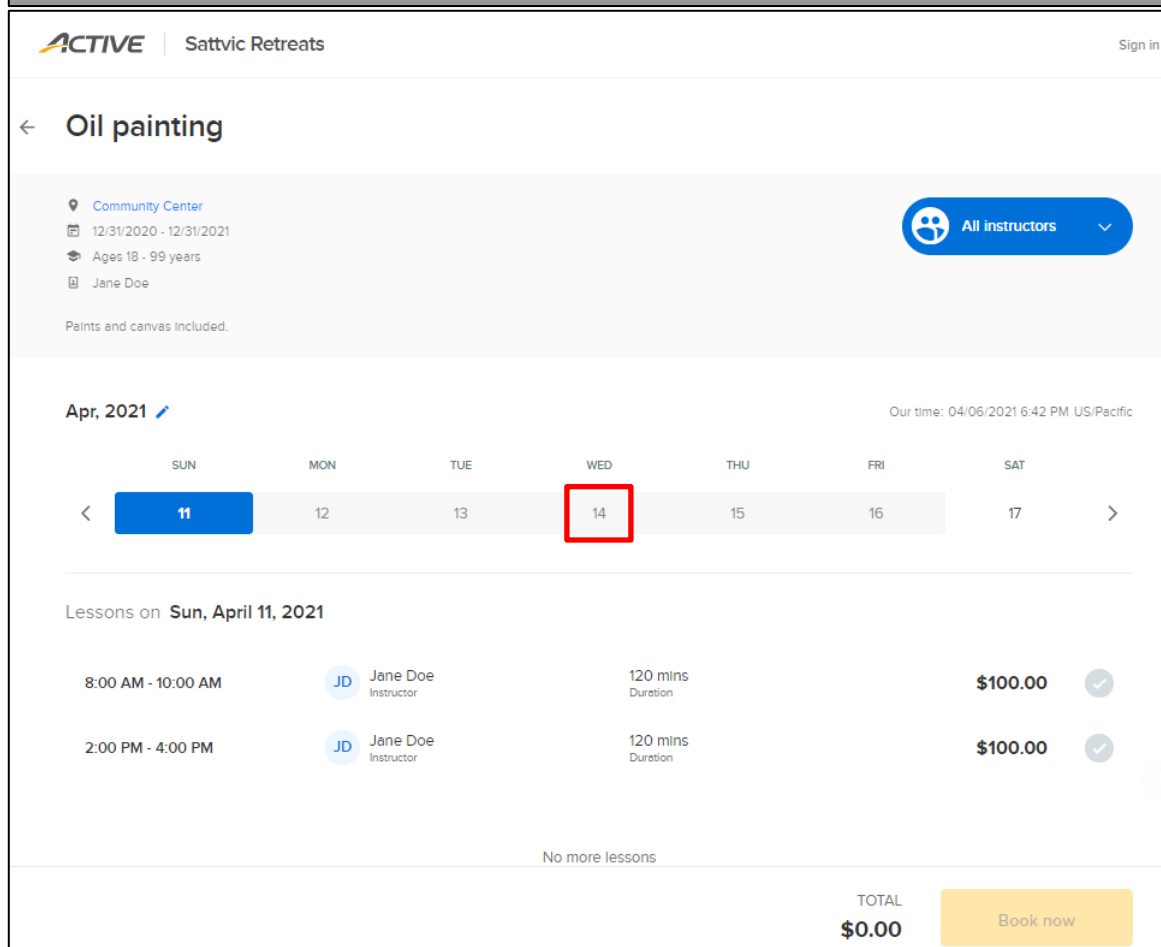 ACTIVE Sattvic Retreats Sign in
Oil painting
Community Center
12/31/2020 - 12/31/2021
Ages 18 - 99 years
Jane Doe
All instructors
Paints and canvas included.
Apr, 2021 Our time: 04/06/2021 6:42 PM US/Pacific
SUN MON TUE WED THU FRI SAT
11 12 13 14 15 16 17
Lessons on Sun, April 11, 2021
8:00 AM - 10:00 AM JD Jane Doe 120 mins $100.00
Instructor Duration
2:00 PM - 4:00 PM JD Jane Doe 120 mins $100.00
Instructor Duration
No more lessons
TOTAL
$0.00 Book now